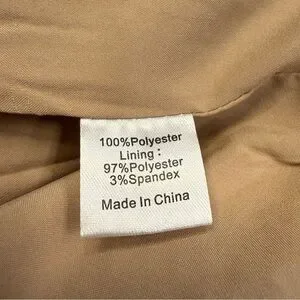 100%Polyester
Lining :
97%Polyester
3%Spandex
Made In China